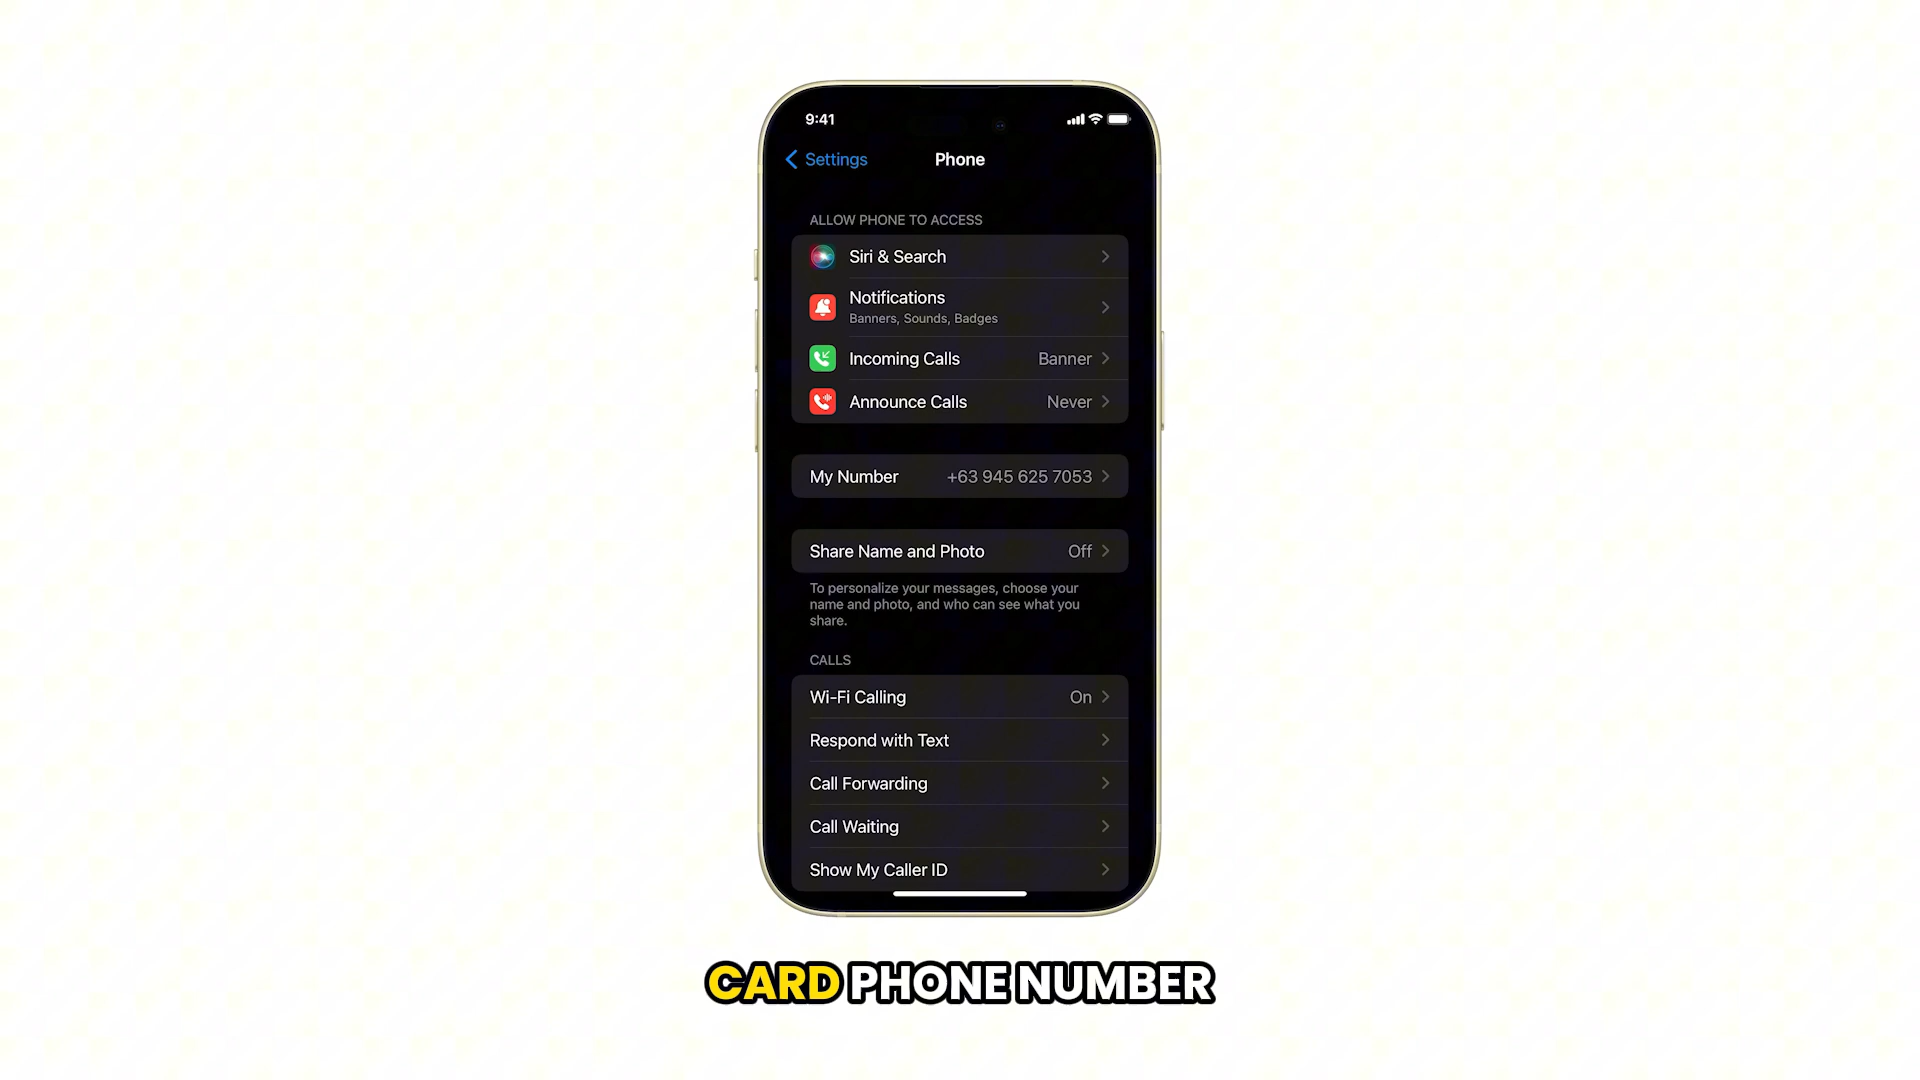 9:41
Settings
Phone
ALLOW PHONE TO ACCESS
Siri & Search
Notifications
Banners, Sounds, Badges
Incoming Calls Banner
Announce Calls Never
My Number +63 945 625 7053
Share Name and Photo Off
To personalize your messages, choose your
name and photo, and who can see what you
share.
CALLS
Wi-Fi Calling On
Respond with Text
Call Forwarding
Call Waiting
Show My Caller ID
CARD PHONE NUMBER